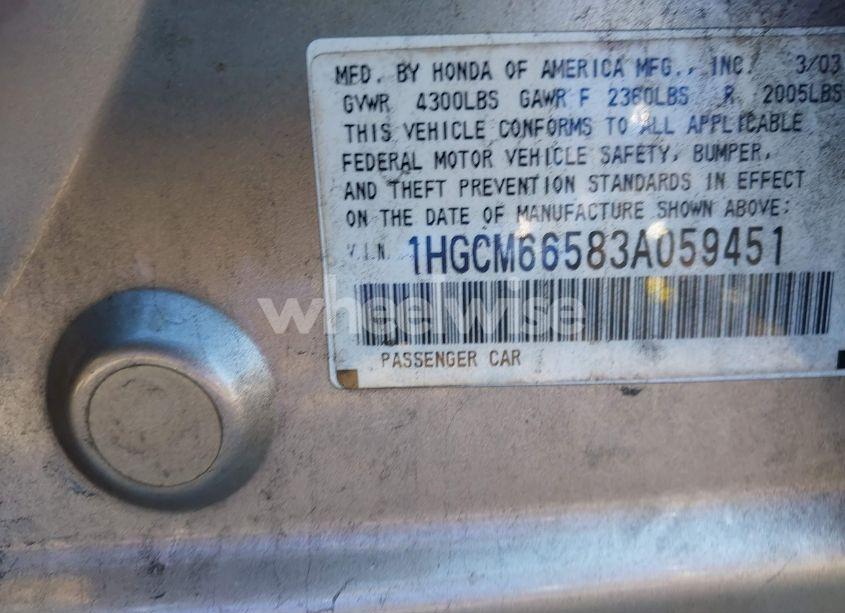 MFD. BY HONDA OF AMERICA MFG., INC. 3/03
GVWR 4300LBS GAWR F 2360LBS R 2005LBS
THIS VEHICLE CONFORMS TO ALL APPLICABLE
FEDERAL MOTOR VEHICLE SAFETY, BUMPER,
AND THEFT PREVENTION STANDARDS IN EFFECT
ON THE DATE OF MANUFACTURE SHOWN ABOVE:
V.I.N. 1HGCM66583A059451
wheelwise
PASSENGER CAR